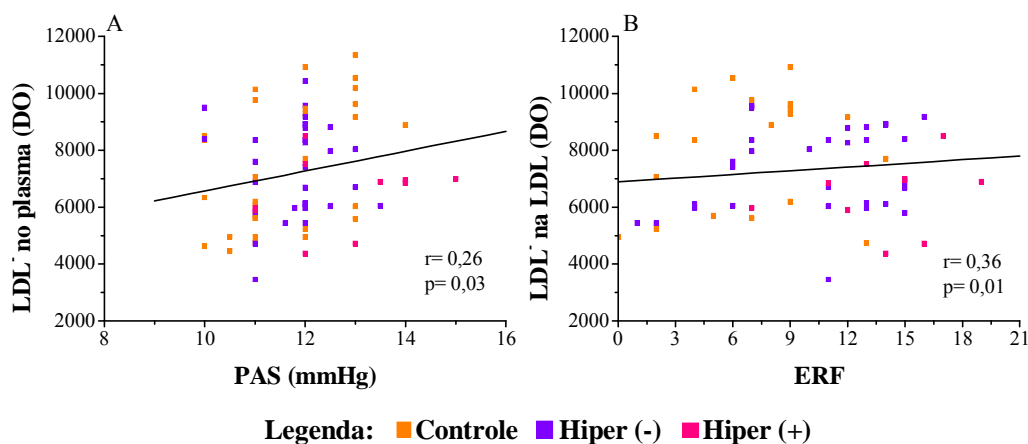 A
12000
10000
8000
6000
4000
2000
8
10
12
14
16
LDL⁻ no plasma (DO)
PAS (mmHg)
r= 0,26
p= 0,03
B
12000
10000
8000
6000
4000
2000
0
3
6
9
12
15
18
21
LDL⁻ na LDL (DO)
ERF
r= 0,36
p= 0,01
Legenda: Controle Hiper (-) Hiper (+)